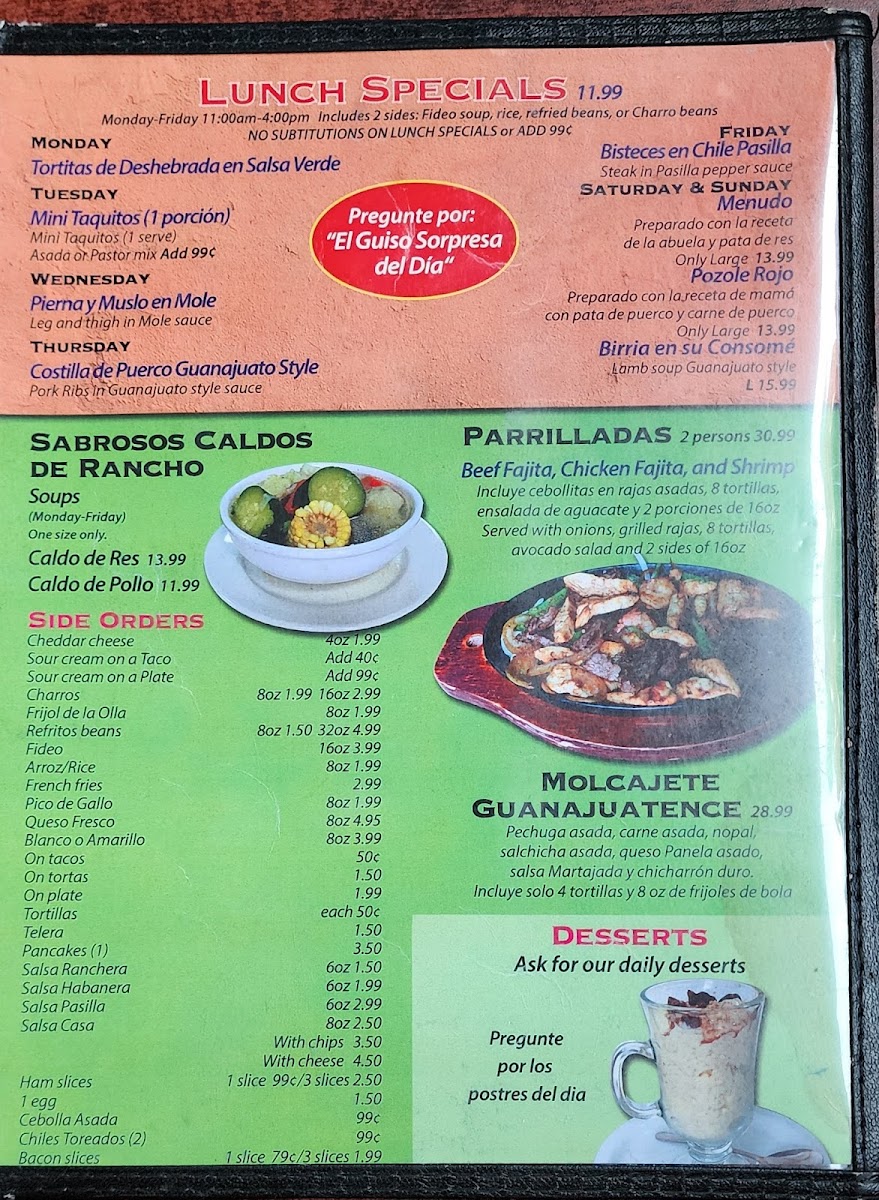 LUNCH SPECIALS 11.99
Monday-Friday 11:00am-4:00pm Includes 2 sides: Fideo soup, rice, refried beans, or Charro beans
NO SUBTITUTIONS ON LUNCH SPECIALS or ADD 99¢
MONDAY
Tortitas de Deshebrada en Salsa Verde
TUESDAY
Mini Taquitos (1 porción)
Mini Taquitos (1 serve)
Asada or Pastor mix Add 99¢
WEDNESDAY
Pierna y Muslo en Mole
Leg and thigh in Mole sauce
THURSDAY
Costilla de Puerco Guanajuato Style
Pork Ribs in Guanajuato style sauce
Pregunte por:
"El Guiso Sorpresa
del Día"
FRIDAY
Bisteces en Chile Pasilla
Steak in Pasilla pepper sauce
SATURDAY & SUNDAY
Menudo
Preparado con la receta
de la abuela y pata de res
Only Large 13.99
Pozole Rojo
Preparado con la receta de mamá
con pata de puerco y carne de puerco
Only Large 13.99
Birria en su Consomé
Lamb soup Guanajuato style
L 15.99
SABROSOS CALDOS
DE RANCHO
Soups
(Monday-Friday)
One size only.
Caldo de Res 13.99
Caldo de Pollo 11.99
SIDE ORDERS
Cheddar cheese 4oz 1.99
Sour cream on a Taco Add 40¢
Sour cream on a Plate Add 99¢
Charros 8oz 1.99 16oz 2.99
Frijol de la Olla 8oz 1.99
Refritos beans 8oz 1.50 32oz 4.99
Fideo 16oz 3.99
Arroz/Rice 8oz 1.99
French fries 2.99
Pico de Gallo 8oz 1.99
Queso Fresco 8oz 4.95
Blanco o Amarillo 8oz 3.99
On tacos 50¢
On tortas 1.50
On plate 1.99
Tortillas each 50¢
Telera 1.50
Pancakes (1) 3.50
Salsa Ranchera 6oz 1.50
Salsa Habanera 6oz 1.99
Salsa Pasilla 6oz 2.99
Salsa Casa 8oz 2.50
With chips 3.50
With cheese 4.50
Ham slices 1 slice 99¢/3 slices 2.50
1 egg 1.50
Cebolla Asada 99¢
Chiles Toreados (2) 99¢
Bacon slices 1 slice 79¢/3 slices 1.99
PARRILLADAS 2 persons 30.99
Beef Fajita, Chicken Fajita, and Shrimp
Incluye cebollitas en rajas asadas, 8 tortillas,
ensalada de aguacate y 2 porciones de 16oz
Served with onions, grilled rajas, 8 tortillas,
avocado salad and 2 sides of 16oz
MOLCAJETE
GUANAJUATENCE 28.99
Pechuga asada, carne asada, nopal,
salchicha asada, queso Panela asado,
salsa Martajada y chicharrón duro.
Incluye solo 4 tortillas y 8 oz de frijoles de bola
DESSERTS
Ask for our daily desserts
Pregunte
por los
postres del dia